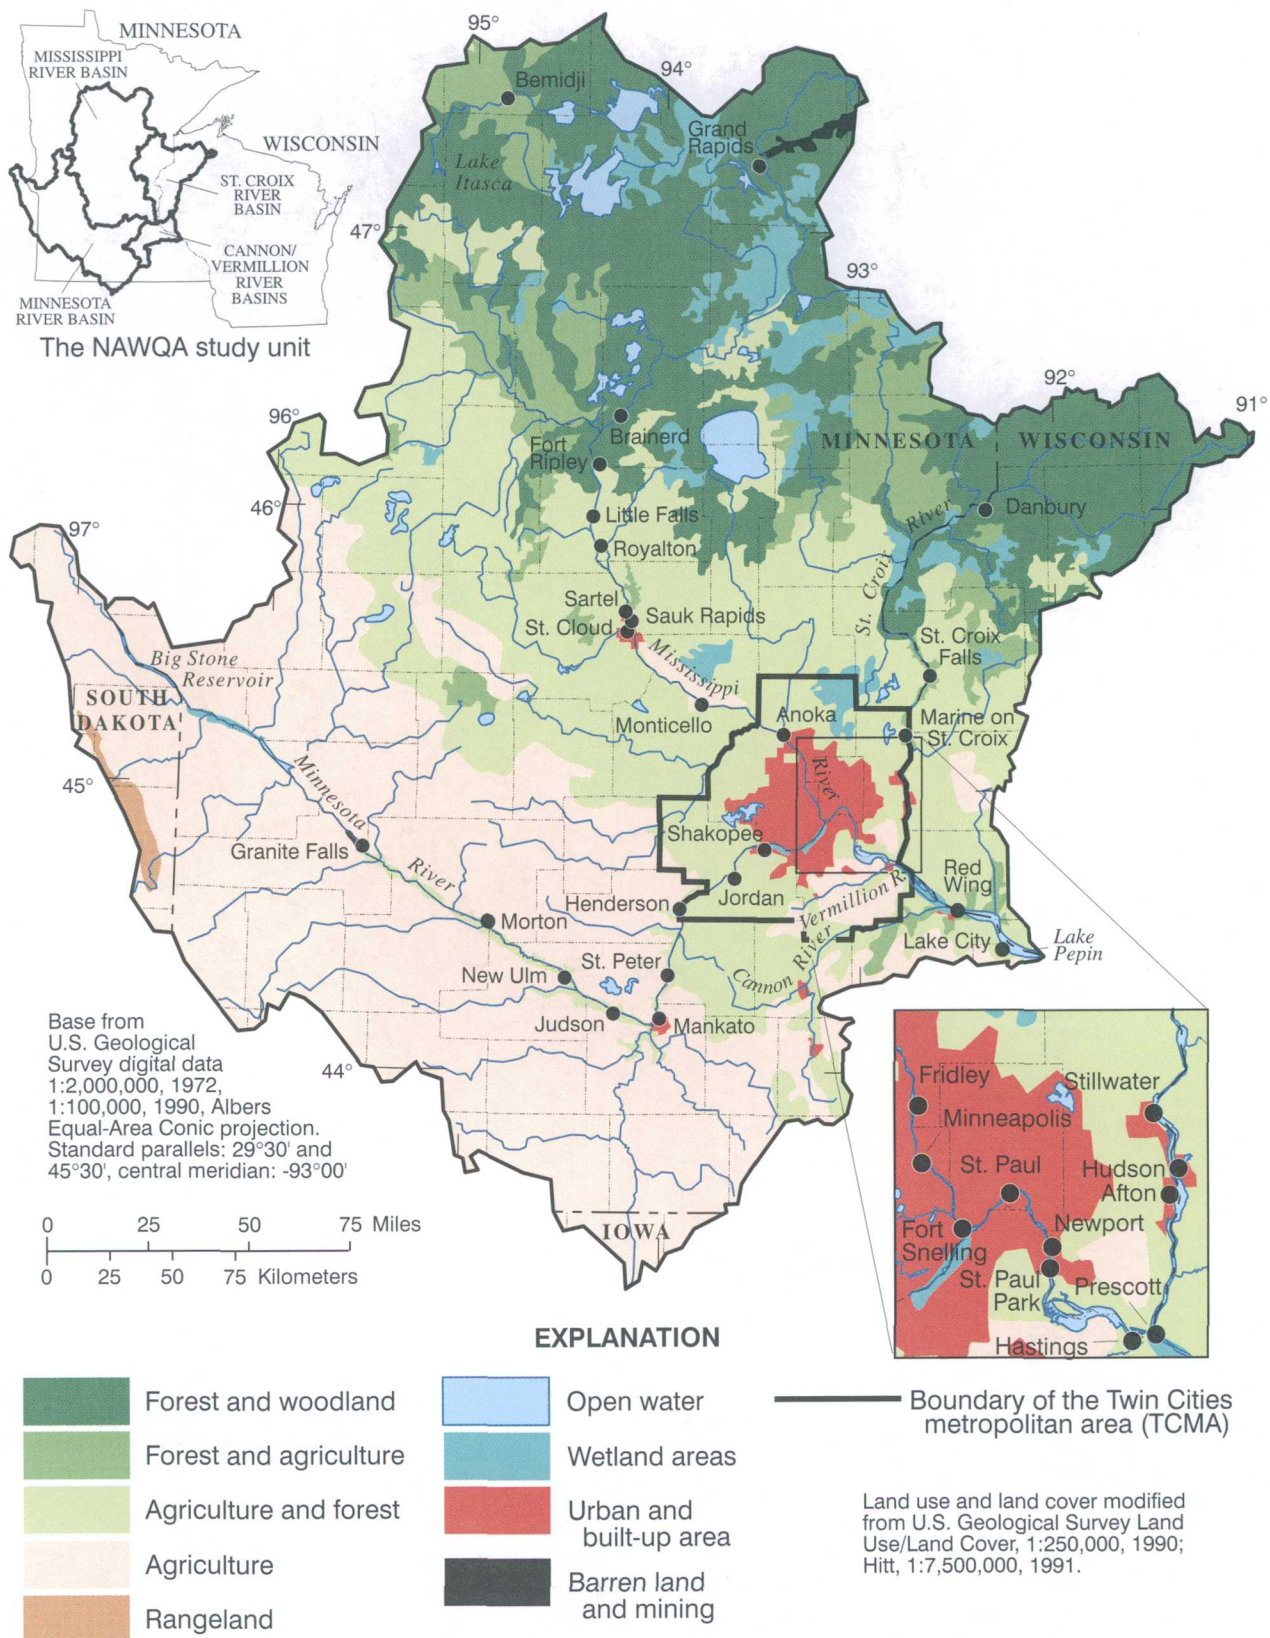 MINNESOTA
MISSISSIPPI
RIVER BASIN
WISCONSIN
ST. CROIX
RIVER
BASIN
CANNON/
VERMILLION
RIVER
BASINS
MINNESOTA
RIVER BASIN
The NAWQA study unit
95°
94°
Bemidji
Grand
Rapids
Lake
Itasca
47°
93°
92°
91°
96°
Brainerd
MINNESOTA
WISCONSIN
Fort
Ripley
46°
Little Falls
River
Danbury
97°
Royalton
St. Croix
Sartel
Sauk Rapids
St. Cloud
St. Croix
Falls
Mississippi
Big Stone
Reservoir
SOUTH
DAKOTA
Monticello
Anoka
Marine on
St. Croix
45°
Minnesota
River
Shakopee
Granite Falls
River
Red
Wing
Jordan
Henderson
Vermillion R.
Morton
Lake City
Lake
Pepin
New Ulm
St. Peter
Cannon River
Judson
Mankato
44°
Base from
U.S. Geological
Survey digital data
1:2,000,000, 1972,
1:100,000, 1990, Albers
Equal-Area Conic projection.
Standard parallels: 29°30' and
45°30', central meridian: -93°00'
IOWA
0 25 50 75 Miles
0 25 50 75 Kilometers
Fridley
Stillwater
Minneapolis
St. Paul
Hudson
Afton
Newport
Fort
Snelling
St. Paul
Park
Prescott
Hastings
EXPLANATION
Forest and woodland
Forest and agriculture
Agriculture and forest
Agriculture
Rangeland
Open water
Wetland areas
Urban and
built-up area
Barren land
and mining
Boundary of the Twin Cities
metropolitan area (TCMA)
Land use and land cover modified
from U.S. Geological Survey Land
Use/Land Cover, 1:250,000, 1990;
Hitt, 1:7,500,000, 1991.